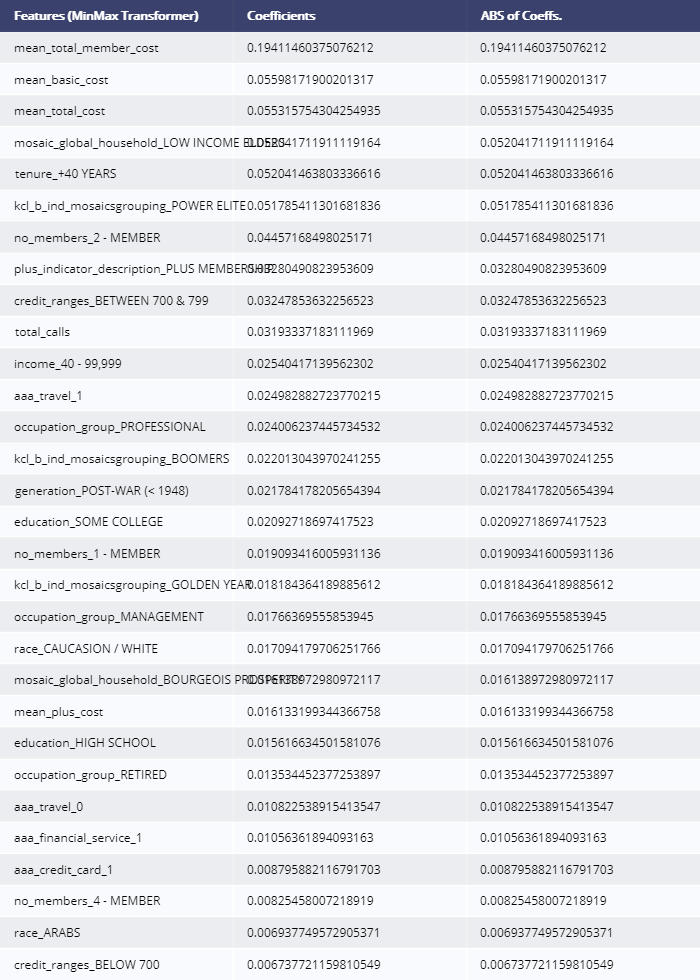 Features (MinMax Transformer) Coefficients ABS of Coeffs.
mean_total_member_cost 0.19411460375076212 0.19411460375076212
mean_basic_cost 0.05598171900201317 0.05598171900201317
mean_total_cost 0.055315754304254935 0.055315754304254935
mosaic_global_household_LOW INCOME ELDERS 0.052041711911119164 0.052041711911119164
tenure_+40 YEARS 0.052041463803336616 0.052041463803336616
kcl_b_ind_mosaicsgrouping_POWER ELITE 0.051785411301681836 0.051785411301681836
no_members_2 - MEMBER 0.04457168498025171 0.04457168498025171
plus_indicator_description_PLUS MEMBERSHIP 0.03280490823953609 0.03280490823953609
credit_ranges_BETWEEN 700 & 799 0.03247853632256523 0.03247853632256523
total_calls 0.03193337183111969 0.03193337183111969
income_40 - 99,999 0.02540417139562302 0.02540417139562302
aaa_travel_1 0.024982882723770215 0.024982882723770215
occupation_group_PROFESSIONAL 0.024006237445734532 0.024006237445734532
kcl_b_ind_mosaicsgrouping_BOOMERS 0.022013043970241255 0.022013043970241255
generation_POST-WAR (< 1948) 0.021784178205654394 0.021784178205654394
education_SOME COLLEGE 0.02092718697417523 0.02092718697417523
no_members_1 - MEMBER 0.019093416005931136 0.019093416005931136
kcl_b_ind_mosaicsgrouping_GOLDEN YEAR 0.018184364189885612 0.018184364189885612
occupation_group_MANAGEMENT 0.01766369555853945 0.01766369555853945
race_CAUCASION / WHITE 0.017094179706251766 0.017094179706251766
mosaic_global_household_BOURGEOIS PROSPERITY 0.016138972980972117 0.016138972980972117
mean_plus_cost 0.016133199344366758 0.016133199344366758
education_HIGH SCHOOL 0.015616634501581076 0.015616634501581076
occupation_group_RETIRED 0.013534452377253897 0.013534452377253897
aaa_travel_0 0.010822538915413547 0.010822538915413547
aaa_financial_service_1 0.01056361894093163 0.01056361894093163
aaa_credit_card_1 0.008795882116791703 0.008795882116791703
no_members_4 - MEMBER 0.00825458007218919 0.00825458007218919
race_ARABS 0.006937749572905371 0.006937749572905371
credit_ranges_BELOW 700 0.006737721159810549 0.006737721159810549